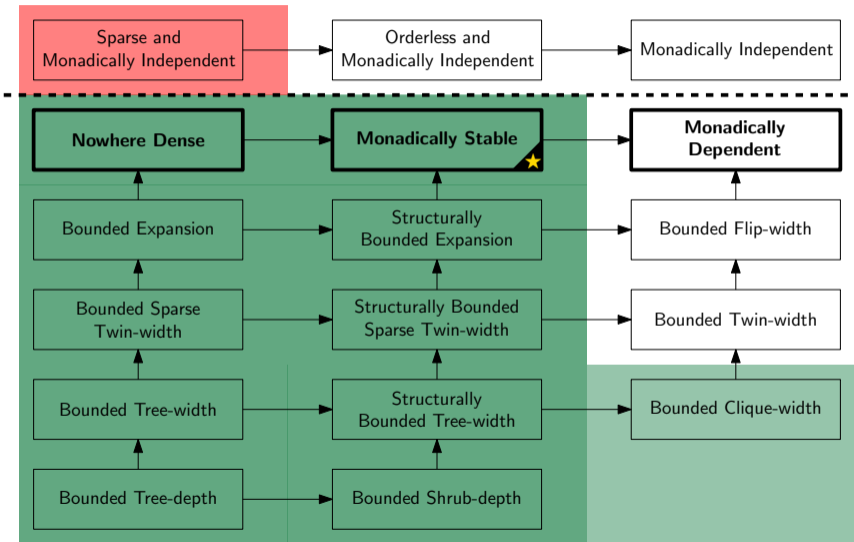 Sparse and
Monadically Independent
Orderless and
Monadically Independent
Monadically Independent
Nowhere Dense
Monadically Stable
Monadically
Dependent
Bounded Expansion
Structurally
Bounded Expansion
Bounded Flip-width
Bounded Sparse
Twin-width
Structurally Bounded
Sparse Twin-width
Bounded Twin-width
Bounded Tree-width
Structurally
Bounded Tree-width
Bounded Clique-width
Bounded Tree-depth
Bounded Shrub-depth